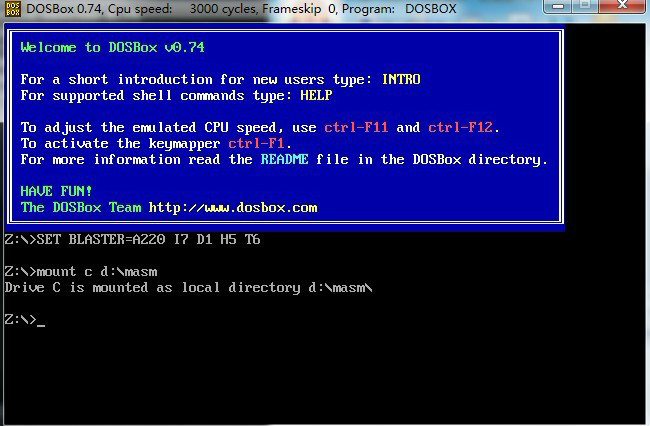 DOSBox 0.74, Cpu speed: 3000 cycles, Frameskip 0, Program: DOSBOX
Welcome to DOSBox v0.74
For a short introduction for new users type: INTRO
For supported shell commands type: HELP
To adjust the emulated CPU speed, use ctrl-F11 and ctrl-F12.
To activate the keymapper ctrl-F1.
For more information read the README file in the DOSBox directory.
HAVE FUN!
The DOSBox Team http://www.dosbox.com
Z:\>SET BLASTER=A220 I7 D1 H5 T6
Z:\>mount c d:\masm
Drive C is mounted as local directory d:\masm\
Z:\>_